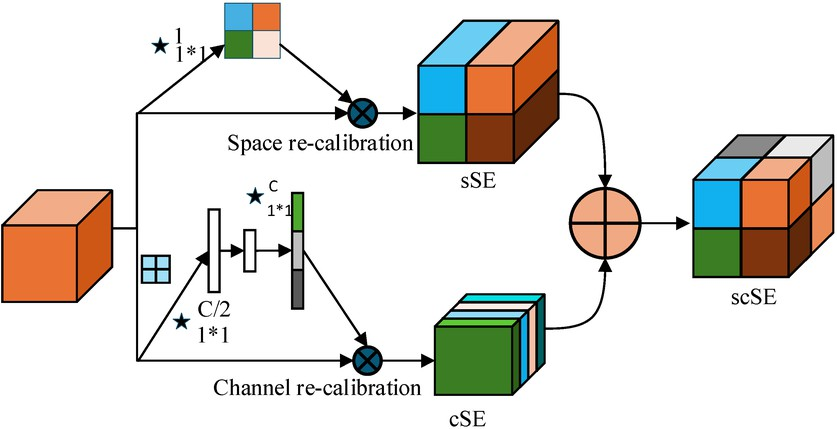 1
1*1
Space re-calibration
sSE
C
1*1
C/2
1*1
scSE
Channel re-calibration
cSE